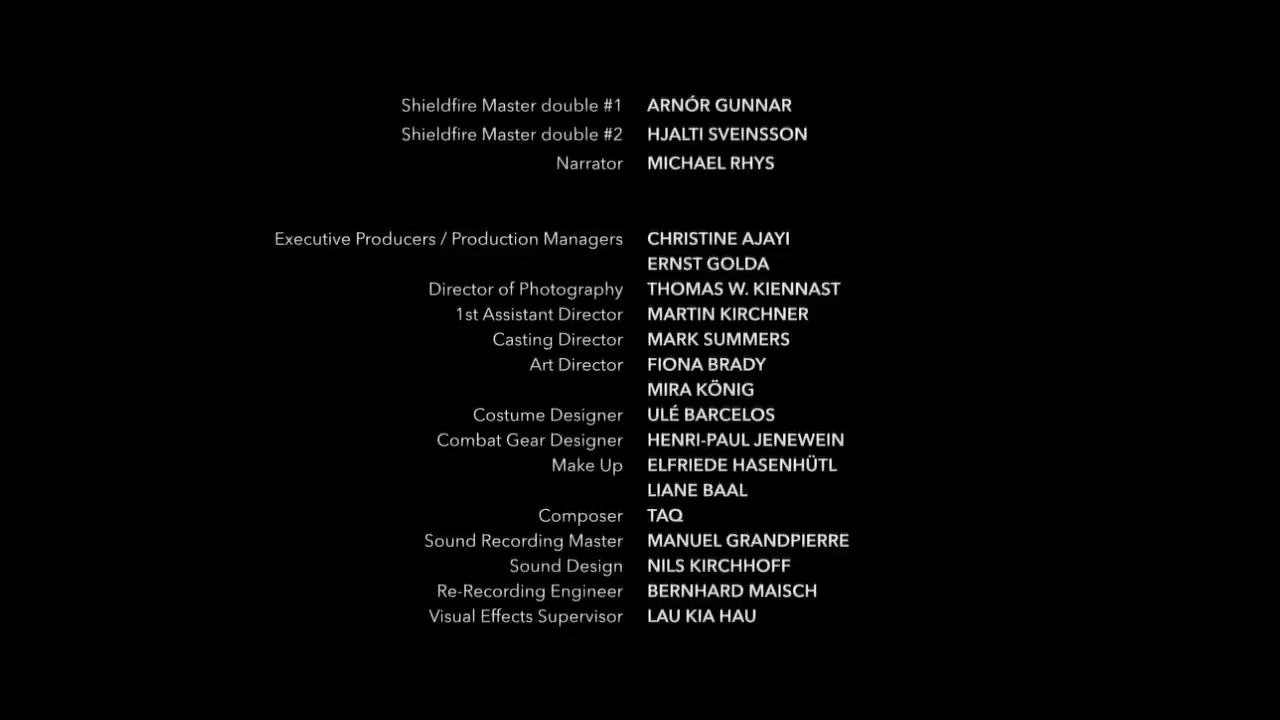 Shieldfire Master double #1 ARNÓR GUNNAR
Shieldfire Master double #2 HJALTI SVEINSSON
Narrator MICHAEL RHYS
Executive Producers / Production Managers CHRISTINE AJAYI
ERNST GOLDA
Director of Photography THOMAS W. KIENNAST
1st Assistant Director MARTIN KIRCHNER
Casting Director MARK SUMMERS
Art Director FIONA BRADY
MIRA KÖNIG
Costume Designer ULÉ BARCELOS
Combat Gear Designer HENRI-PAUL JENEWEIN
Make Up ELFRIEDE HASENHÜTL
LIANE BAAL
Composer TAQ
Sound Recording Master MANUEL GRANDPIERRE
Sound Design NILS KIRCHHOFF
Re-Recording Engineer BERNHARD MAISCH
Visual Effects Supervisor LAU KIA HAU